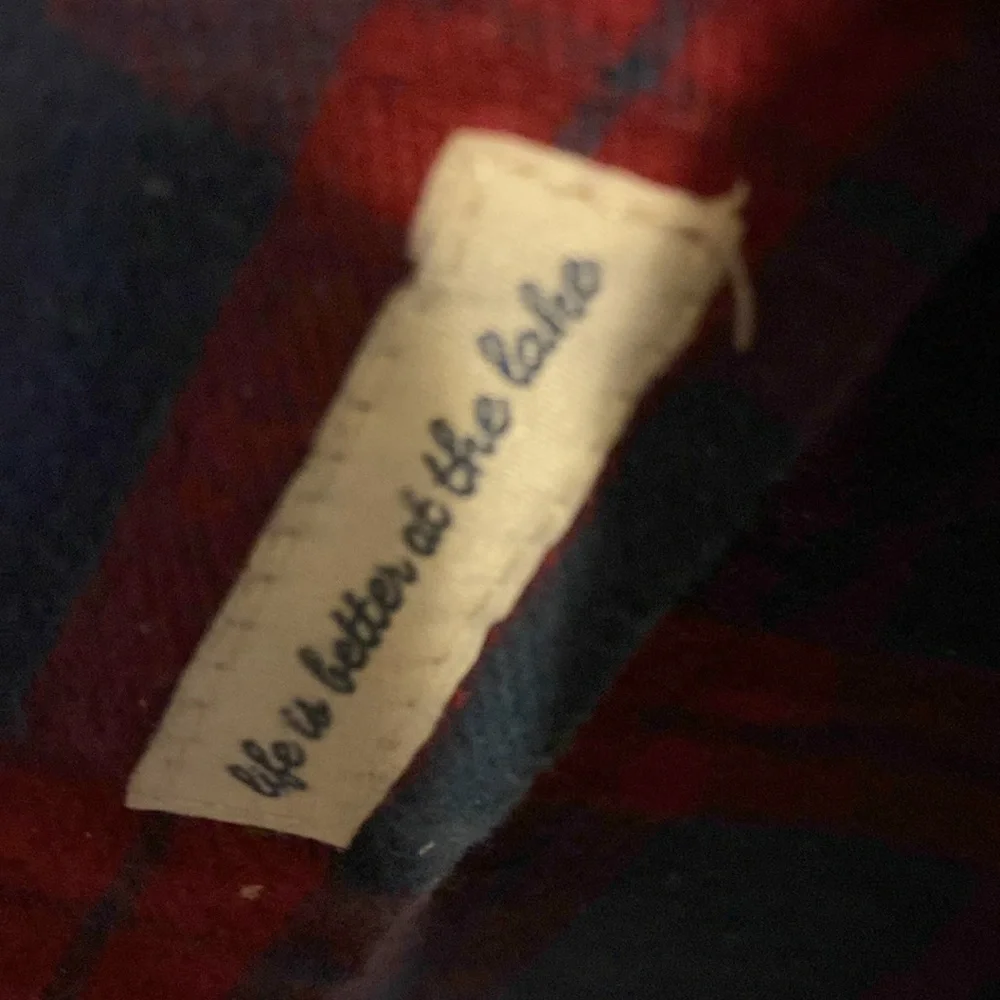 life is better at the lake